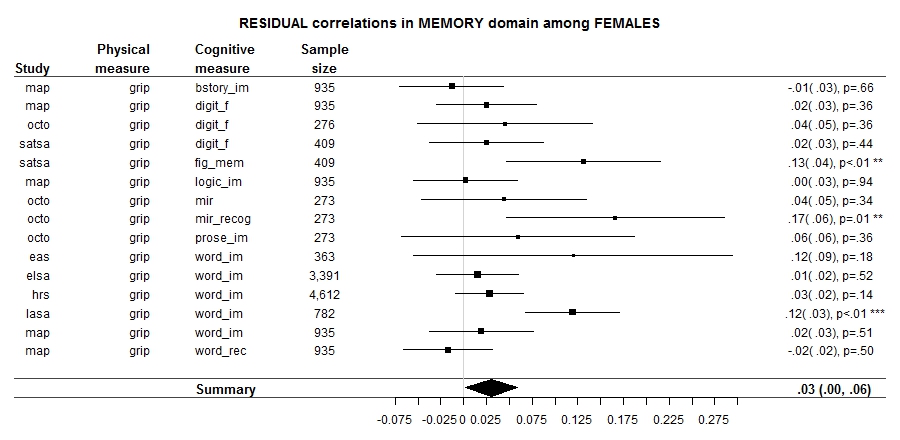 RESIDUAL correlations in MEMORY domain among FEMALES
Physical Cognitive Sample
Study measure measure size
map grip bstory_im 935 -.01( .03), p=.66
map grip digit_f 935 .02( .03), p=.36
octo grip digit_f 276 .04( .05), p=.36
satsa grip digit_f 409 .02( .03), p=.44
satsa grip fig_mem 409 .13( .04), p<.01 **
map grip logic_im 935 .00( .03), p=.94
octo grip mir 273 .04( .05), p=.34
octo grip mir_recog 273 .17( .06), p=.01 **
octo grip prose_im 273 .06( .06), p=.36
eas grip word_im 363 .12( .09), p=.18
elsa grip word_im 3,391 .01( .02), p=.52
hrs grip word_im 4,612 .03( .02), p=.14
lasa grip word_im 782 .12( .03), p<.01 ***
map grip word_im 935 .02( .03), p=.51
map grip word_rec 935 -.02( .02), p=.50
Summary .03 (.00, .06)
-0.075 -0.025 0 0.025 0.075 0.125 0.175 0.225 0.275